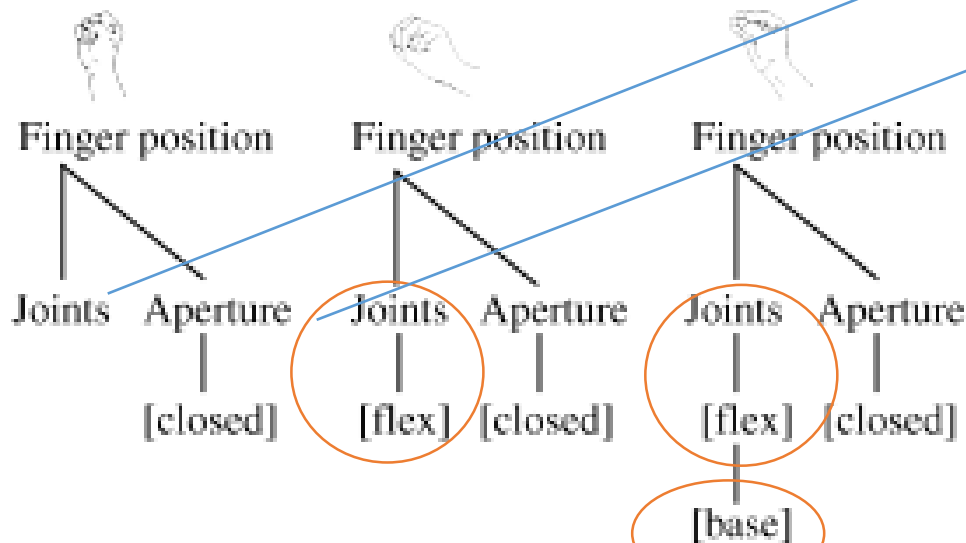 Finger position Finger position Finger position
Joints Aperture Joints Aperture Joints Aperture
[closed] [flex] [closed] [flex] [closed]
[base]